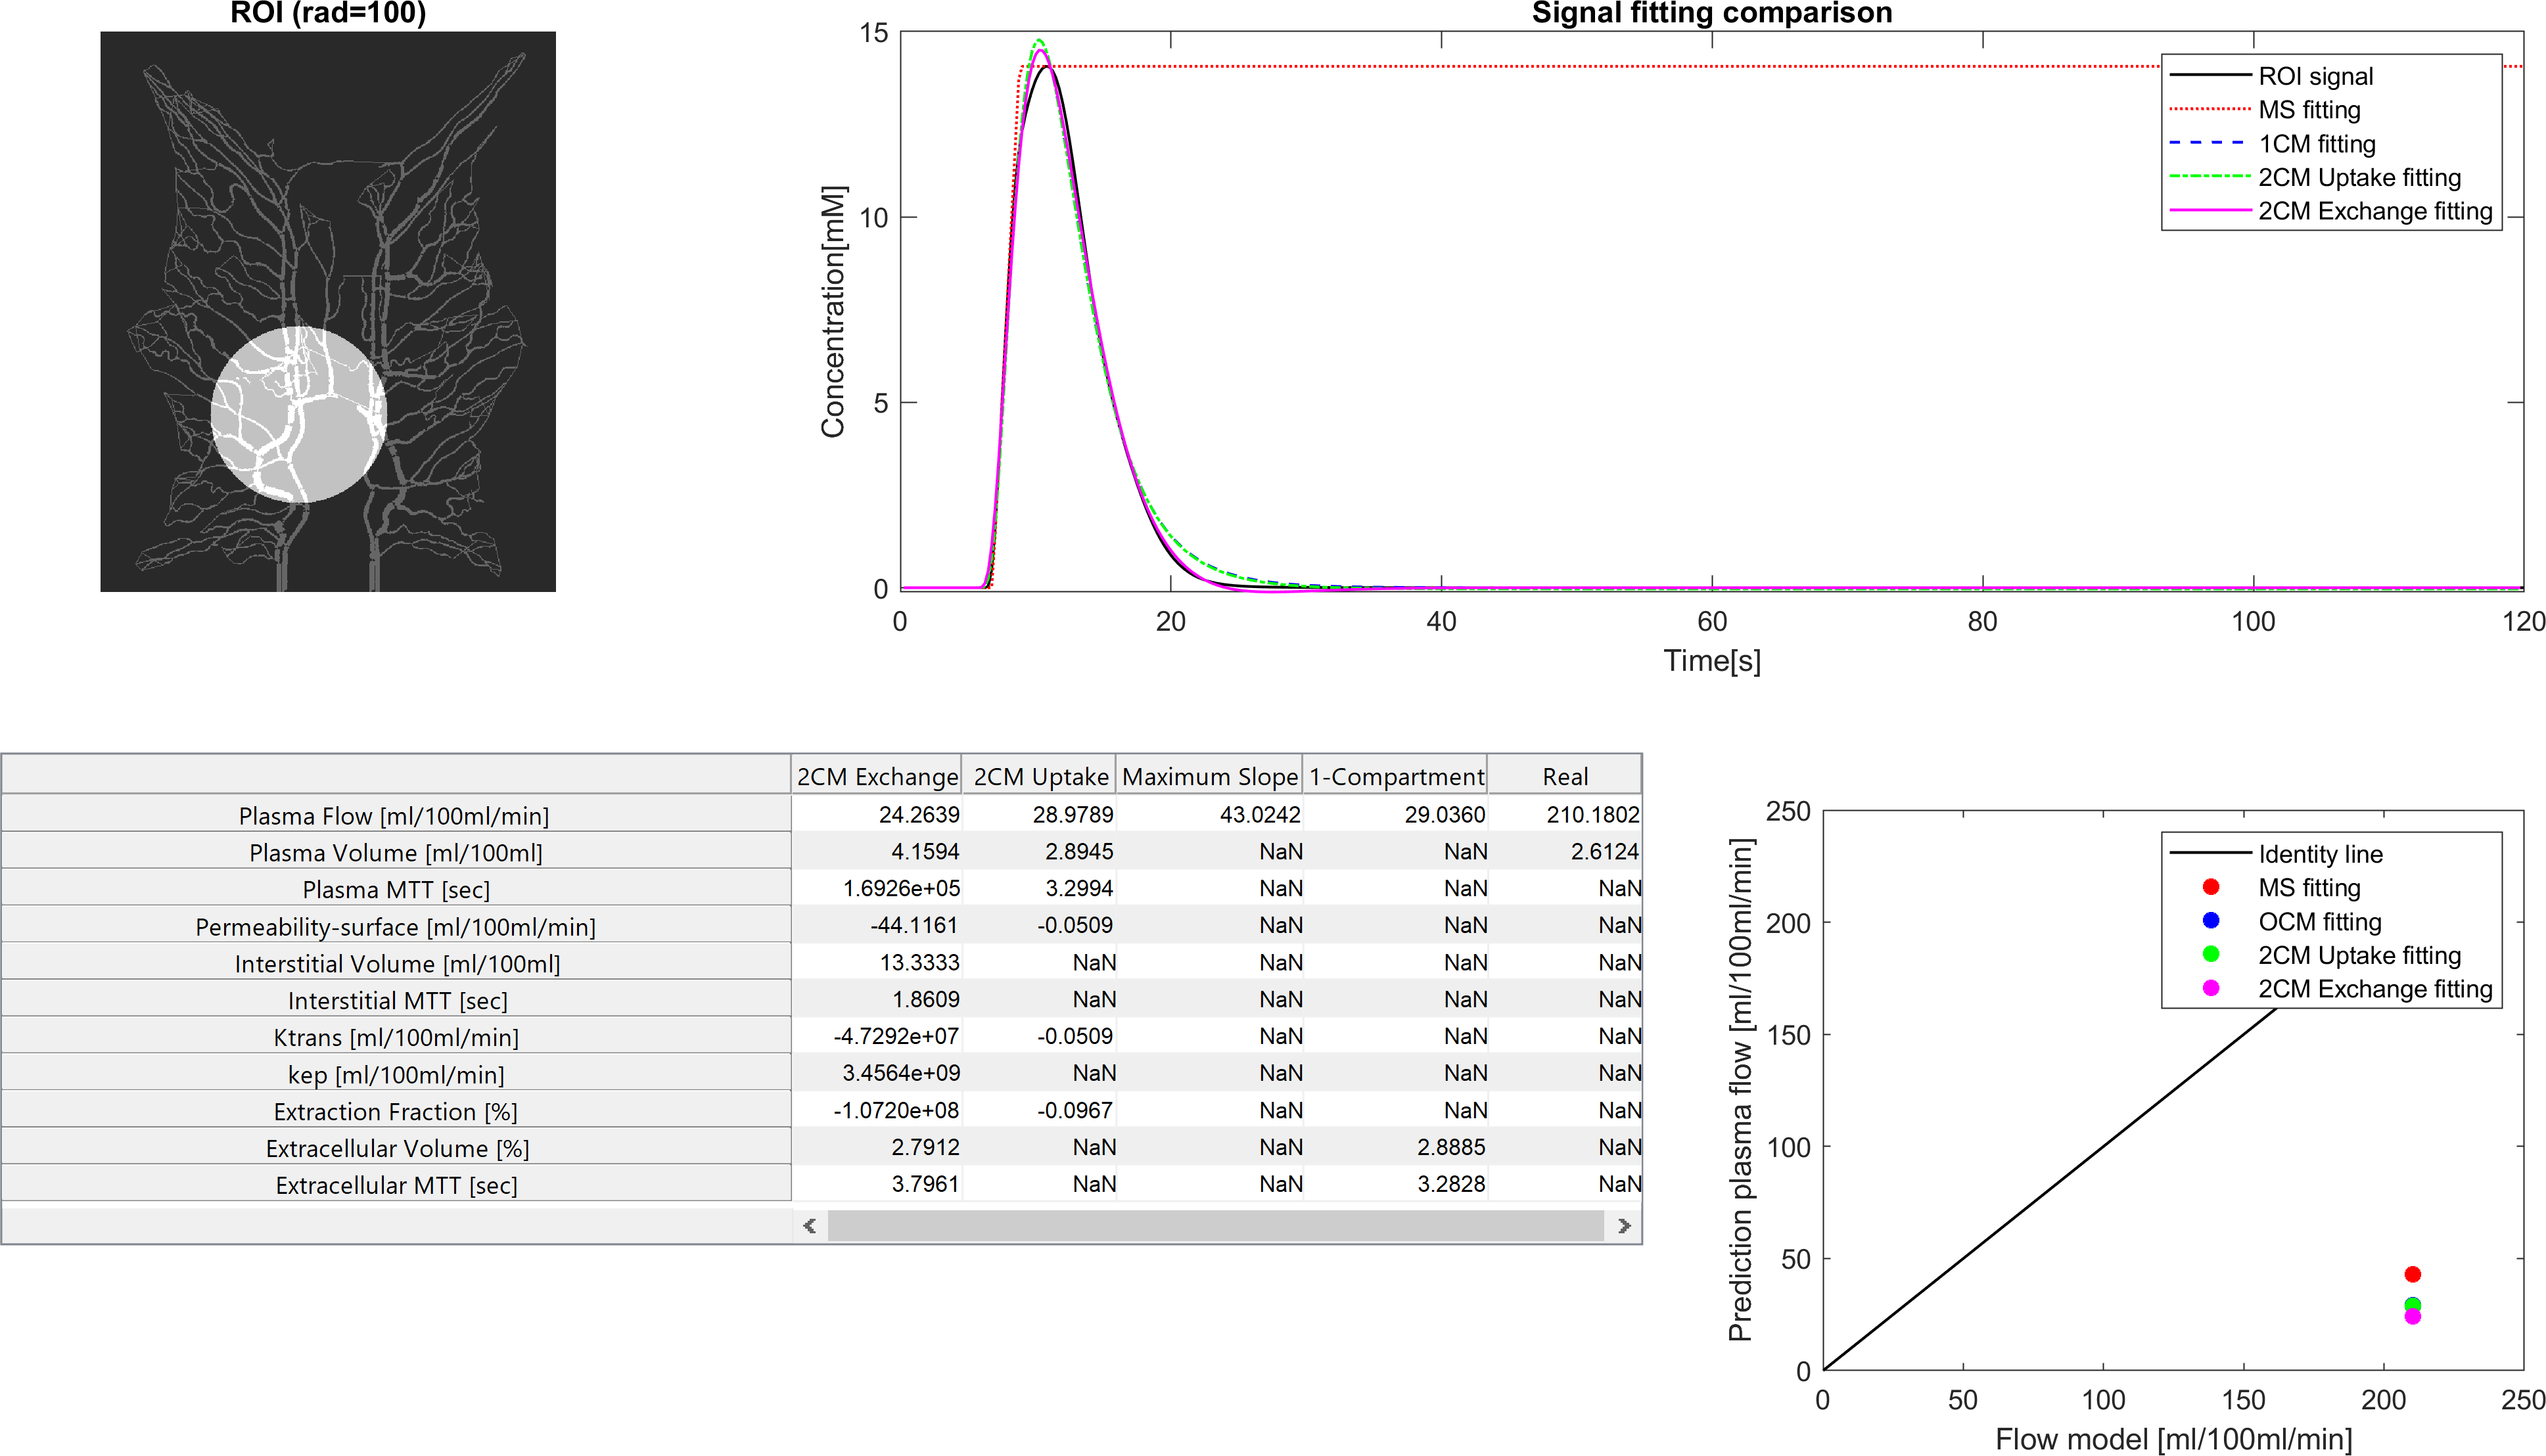 ROI (rad=100)
Signal fitting comparison
15
10
5
0
Concentration[mM]
0 20 40 60 80 100 120
Time[s]
ROI signal
MS fitting
1CM fitting
2CM Uptake fitting
2CM Exchange fitting
2CM Exchange 2CM Uptake Maximum Slope 1-Compartment Real
Plasma Flow [ml/100ml/min] 24.2639 28.9789 43.0242 29.0360 210.1802
Plasma Volume [ml/100ml] 4.1594 2.8945 NaN NaN 2.6124
Plasma MTT [sec] 1.6926e+05 3.2994 NaN NaN NaN
Permeability-surface [ml/100ml/min] -44.1161 -0.0509 NaN NaN NaN
Interstitial Volume [ml/100ml] 13.3333 NaN NaN NaN NaN
Interstitial MTT [sec] 1.8609 NaN NaN NaN NaN
Ktrans [ml/100ml/min] -4.7292e+07 -0.0509 NaN NaN NaN
kep [ml/100ml/min] 3.4564e+09 NaN NaN NaN NaN
Extraction Fraction [%] -1.0720e+08 -0.0967 NaN NaN NaN
Extracellular Volume [%] 2.7912 NaN NaN 2.8885 NaN
Extracellular MTT [sec] 3.7961 NaN NaN 3.2828 NaN
250
200
150
100
50
0
Prediction plasma flow [ml/100ml/min]
Identity line
MS fitting
OCM fitting
2CM Uptake fitting
2CM Exchange fitting
0 50 100 150 200 250
Flow model [ml/100ml/min]